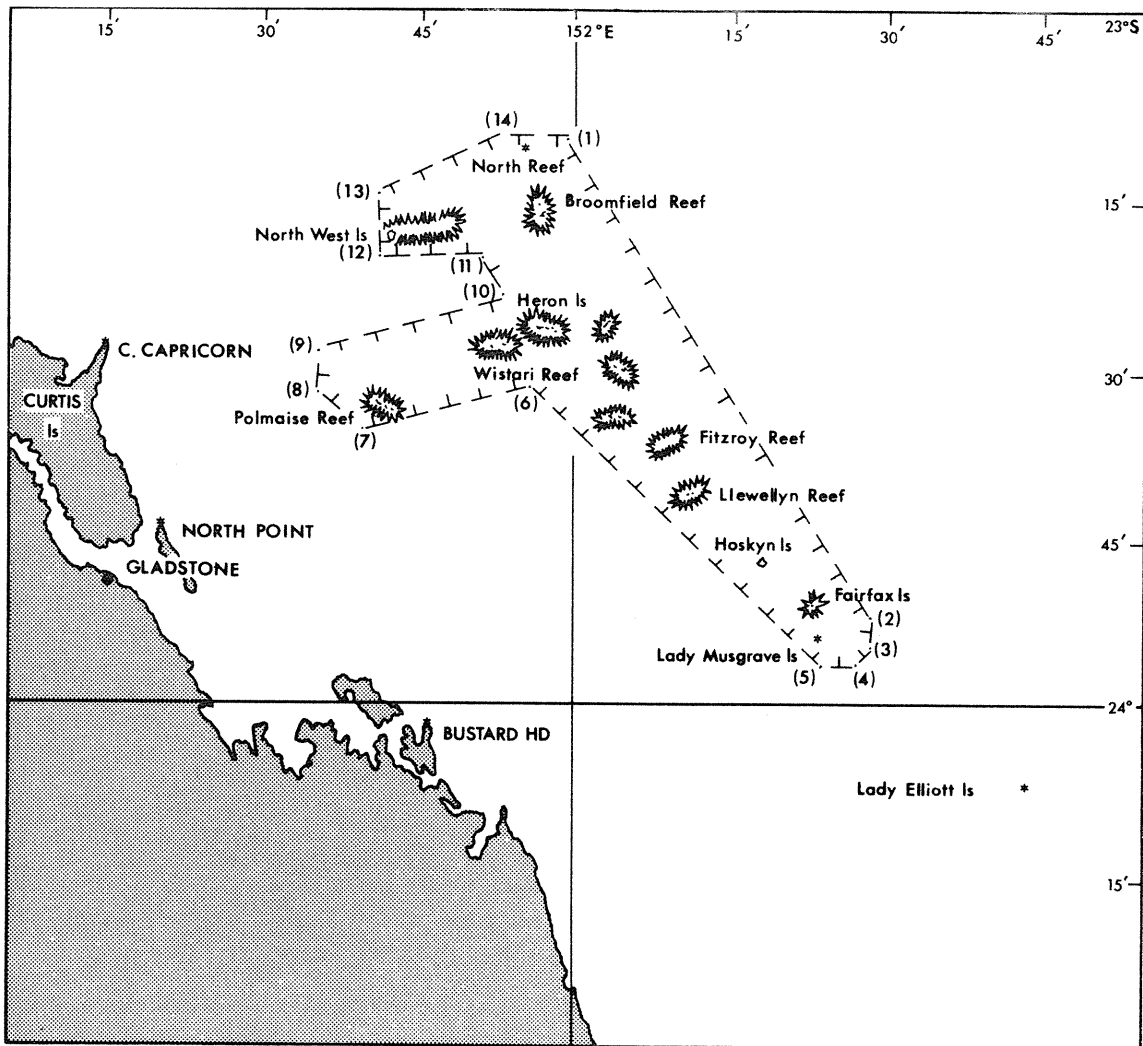 15′ 30′ 45′ 152°E 15′ 30′ 45′ 23°S
(14)
(1)
North Reef
(13)
Broomfield Reef
15′
North West Is
(12)
(11)
(10)
Heron Is
(9)
C. CAPRICORN
Wistari Reef
(8)
30′
CURTIS
Is
Polmaise Reef
(6)
(7)
Fitzroy Reef
Llewellyn Reef
NORTH POINT
Hoskyn Is
45′
GLADSTONE
Fairfax Is
(2)
Lady Musgrave Is
(3)
(5)
(4)
24°
BUSTARD HD
Lady Elliott Is
15′